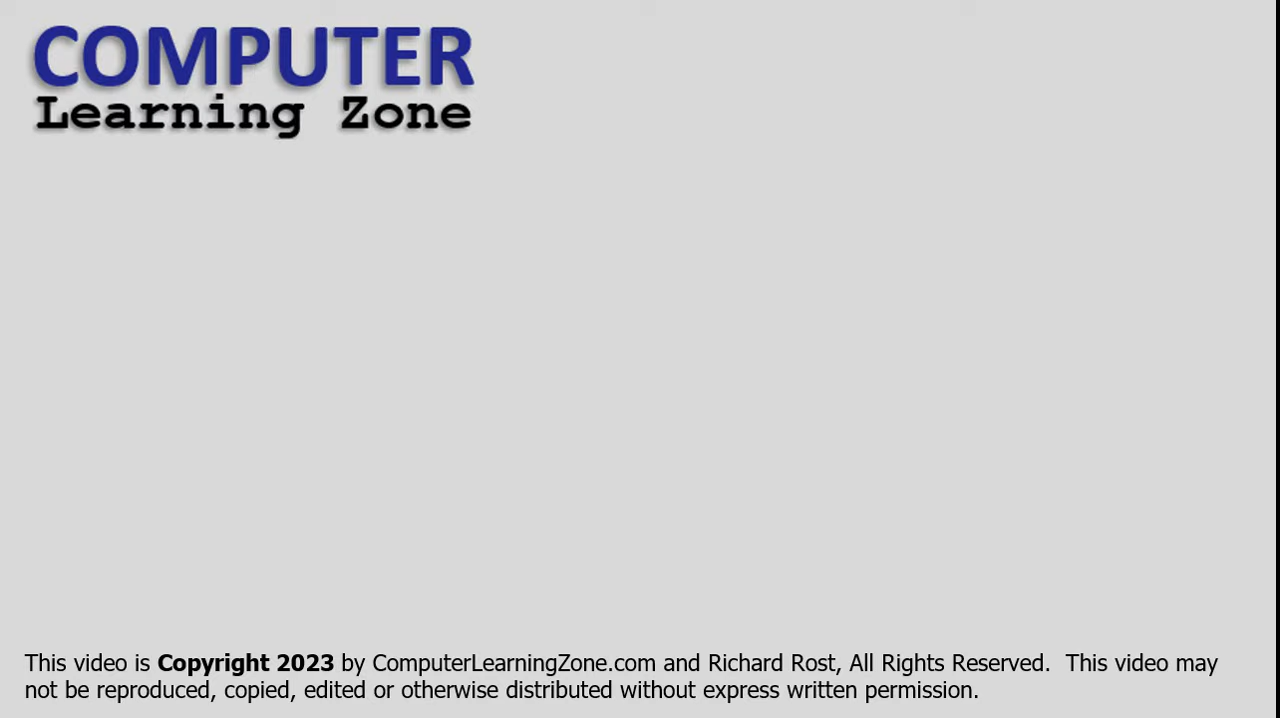 COMPUTER
Learning Zone
This video is Copyright 2023 by ComputerLearningZone.com and Richard Rost, All Rights Reserved.  This video may
not be reproduced, copied, edited or otherwise distributed without express written permission.